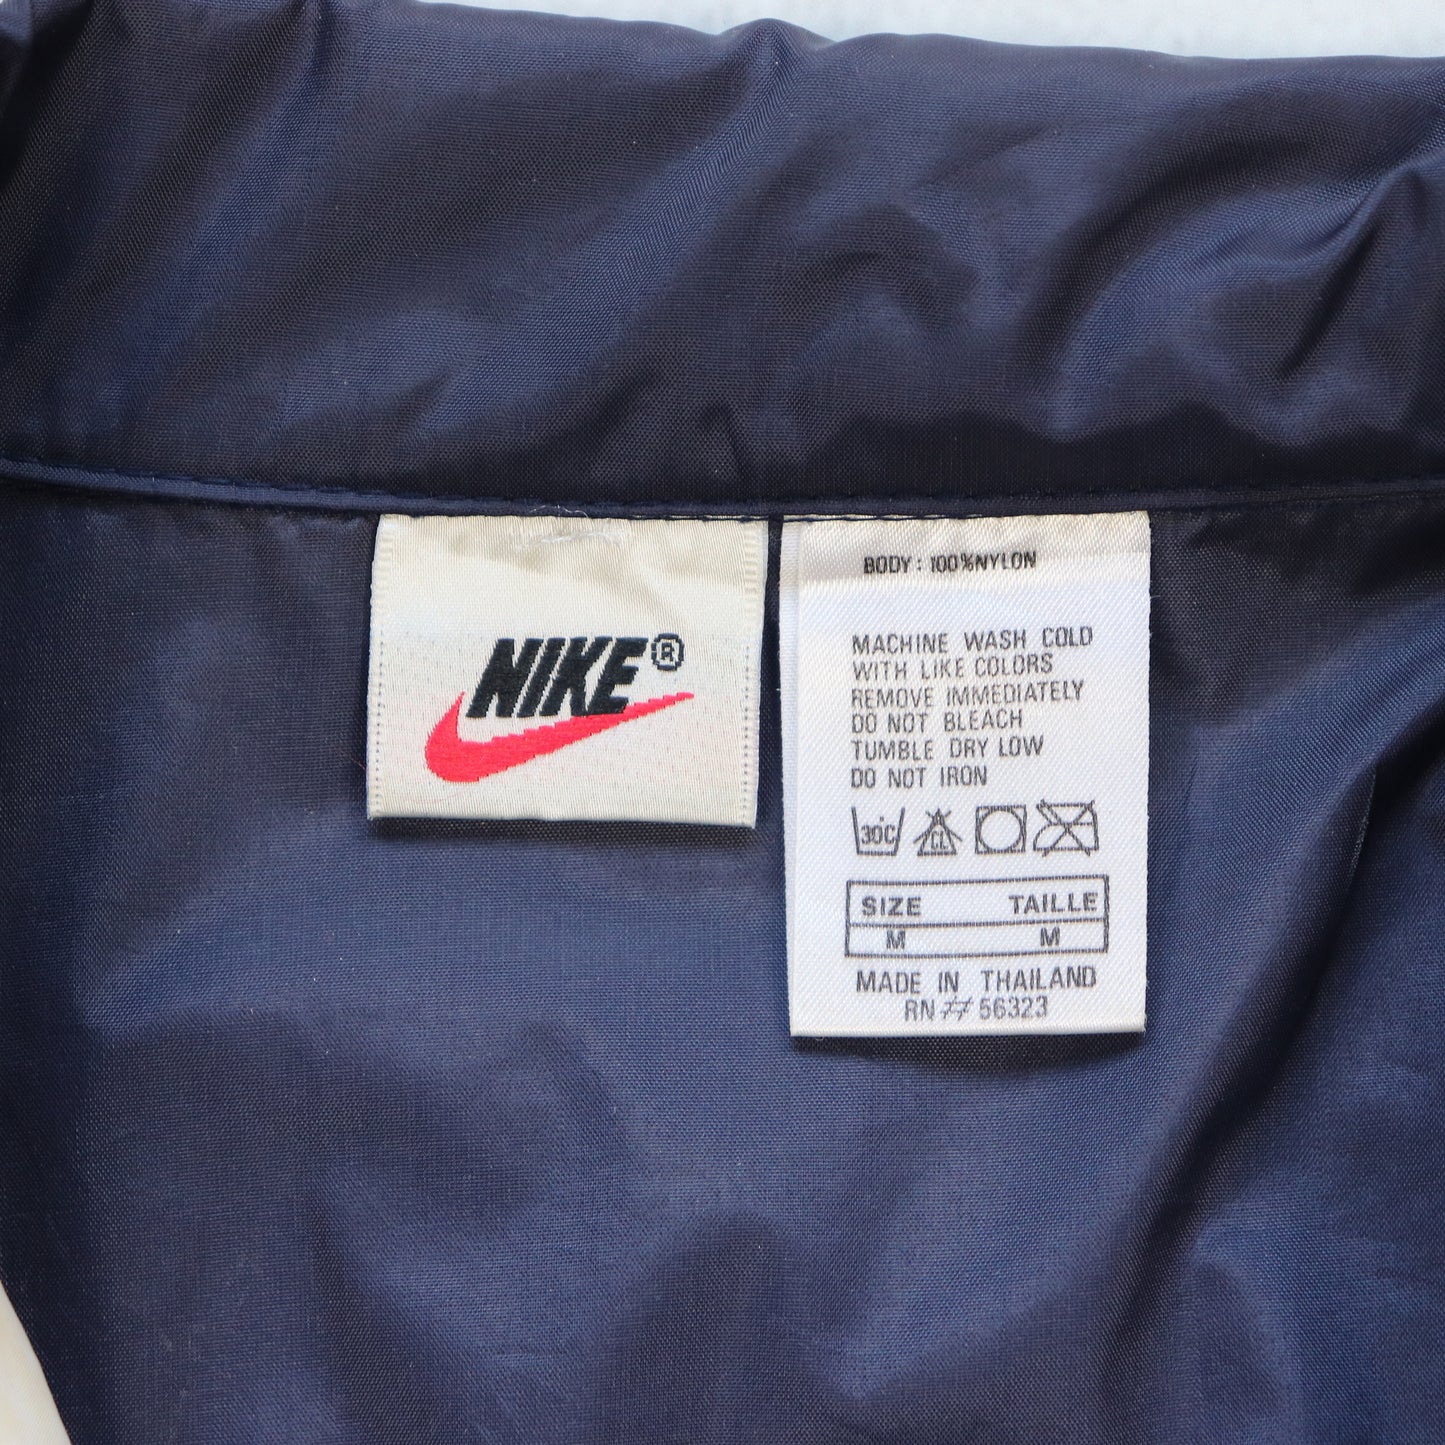 NIKE®
BODY : 100%NYLON
MACHINE WASH COLD
WITH LIKE COLORS
REMOVE IMMEDIATELY
DO NOT BLEACH
TUMBLE DRY LOW
DO NOT IRON
30C CL
SIZE TAILLE
M M
MADE IN THAILAND
RN# 56323